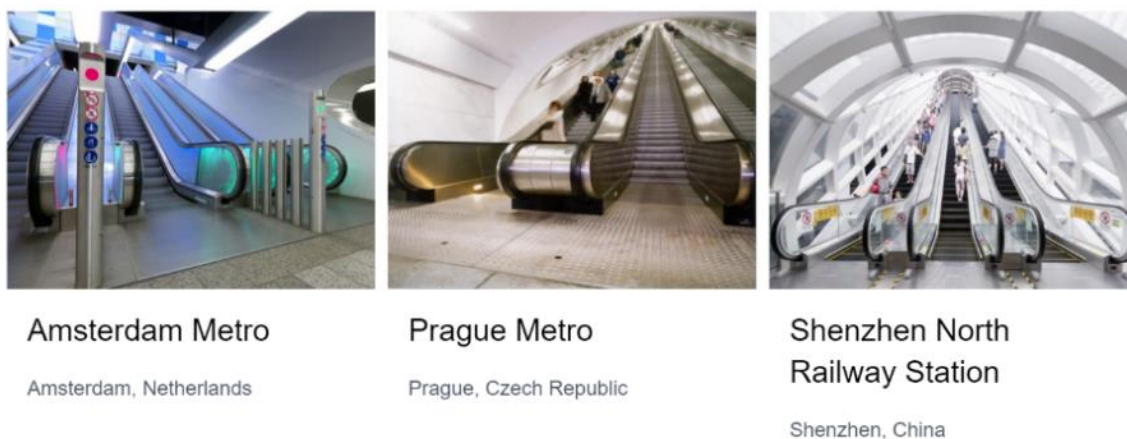 Amsterdam Metro
Amsterdam, Netherlands
Prague Metro
Prague, Czech Republic
Shenzhen North
Railway Station
Shenzhen, China